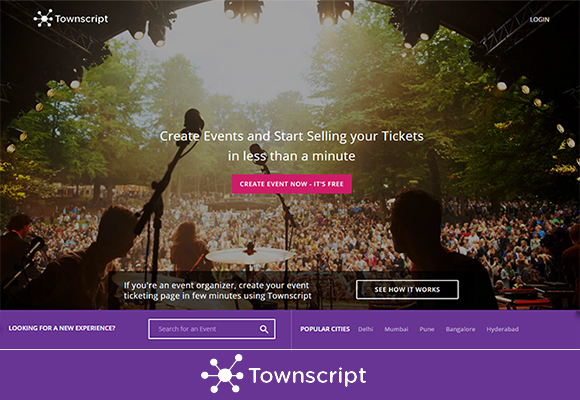 Townscript
LOGIN
Create Events and Start Selling your Tickets
in less than a minute
CREATE EVENT NOW - IT'S FREE
If you're an event organizer, create your event
ticketing page in few minutes using Townscript
SEE HOW IT WORKS
LOOKING FOR A NEW EXPERIENCE?
Search for an Event
POPULAR CITIES Delhi Mumbai Pune Bangalore Hyderabad
Townscript